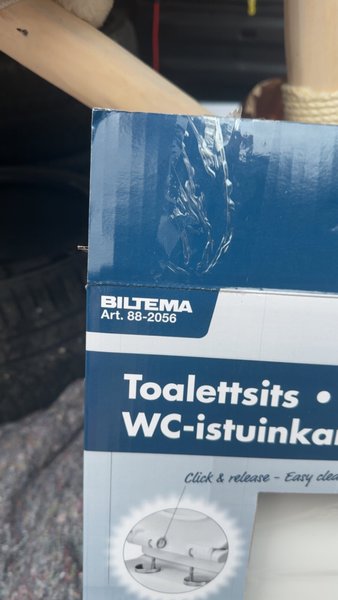 BILTEMA
Art. 88-2056
Toalettsits •
WC-istuinka
Click & release - Easy clea